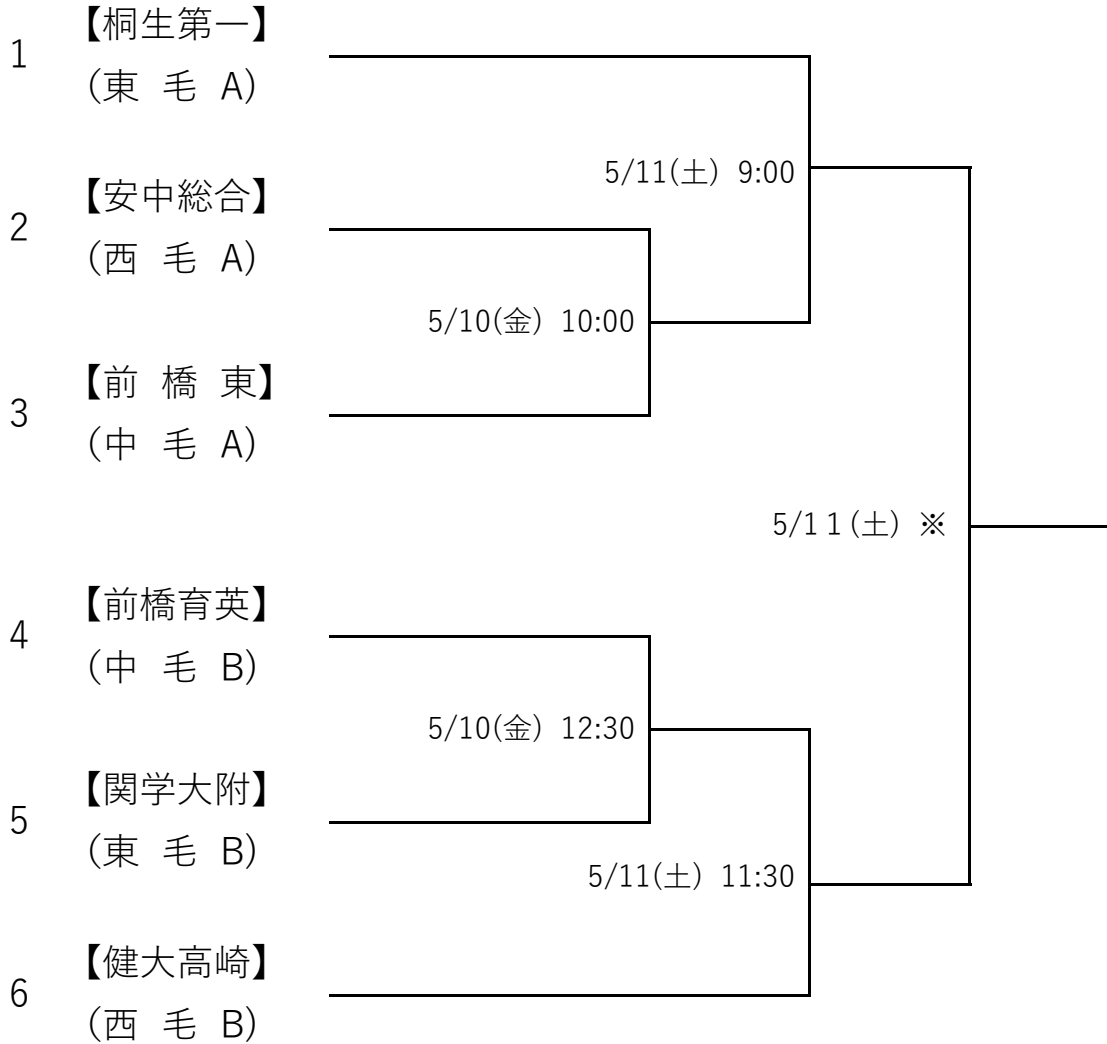 1
【桐生第一】
(東 毛 A)
5/11(土) 9:00
2
【安中総合】
(西 毛 A)
5/10(金) 10:00
3
【前 橋 東】
(中 毛 A)
5/1１(土) ※
4
【前橋育英】
(中 毛 B)
5/10(金) 12:30
5
【関学大附】
(東 毛 B)
5/11(土) 11:30
6
【健大高崎】
(西 毛 B)